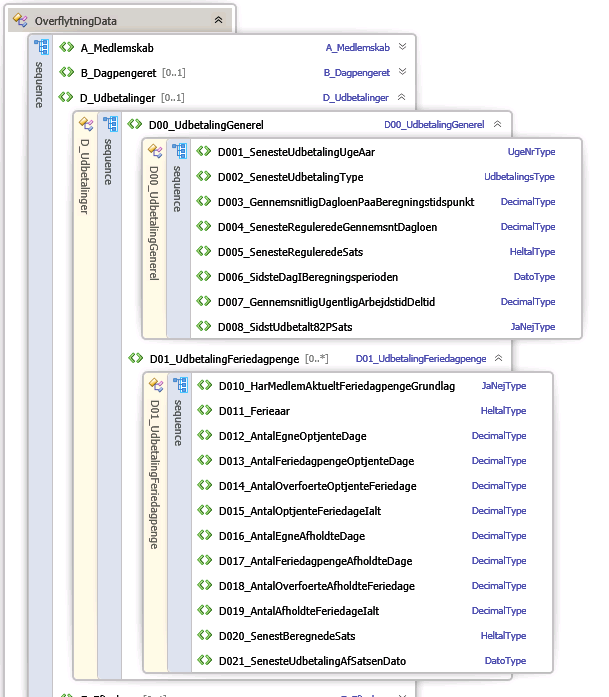 OverflytningData
sequence
A_Medlemskab A_Medlemskab
B_Dagpengeret [0..1] B_Dagpengeret
D_Udbetalinger [0..1] D_Udbetalinger
D_Udbetalinger
sequence
D00_UdbetalingGenerel D00_UdbetalingGenerel
D00_UdbetalingGenerel
sequence
D001_SenesteUdbetalingUgeAar UgeNrType
D002_SenesteUdbetalingType UdbetalingsType
D003_GennemsnitligDagloenPaaBeregningstidspunkt DecimalType
D004_SenesteReguleredeGennemsntDagloen DecimalType
D005_SenesteReguleredeSats HeltalType
D006_SidsteDagIBeregningsperioden DatoType
D007_GennemsnitligUgentligArbejdstidDeltid DecimalType
D008_SidstUdbetalt82PSats JaNejType
D01_UdbetalingFeriedagpenge [0..*] D01_UdbetalingFeriedagpenge
D01_UdbetalingFeriedagpenge
sequence
D010_HarMedlemAktueltFeriedagpengeGrundlag JaNejType
D011_Ferieaar HeltalType
D012_AntalEgneOptjenteDage DecimalType
D013_AntalFeriedagpengeOptjenteDage DecimalType
D014_AntalOverfoerteOptjenteFeriedage DecimalType
D015_AntalOptjenteFeriedageIalt DecimalType
D016_AntalEgneAfholdteDage DecimalType
D017_AntalFeriedagpengeAfholdteDage DecimalType
D018_AntalOverfoerteAfholdteFeriedage DecimalType
D019_AntalAfholdteFeriedageIalt DecimalType
D020_SenestBeregnedeSats HeltalType
D021_SenesteUdbetalingAfSatsenDato DatoType